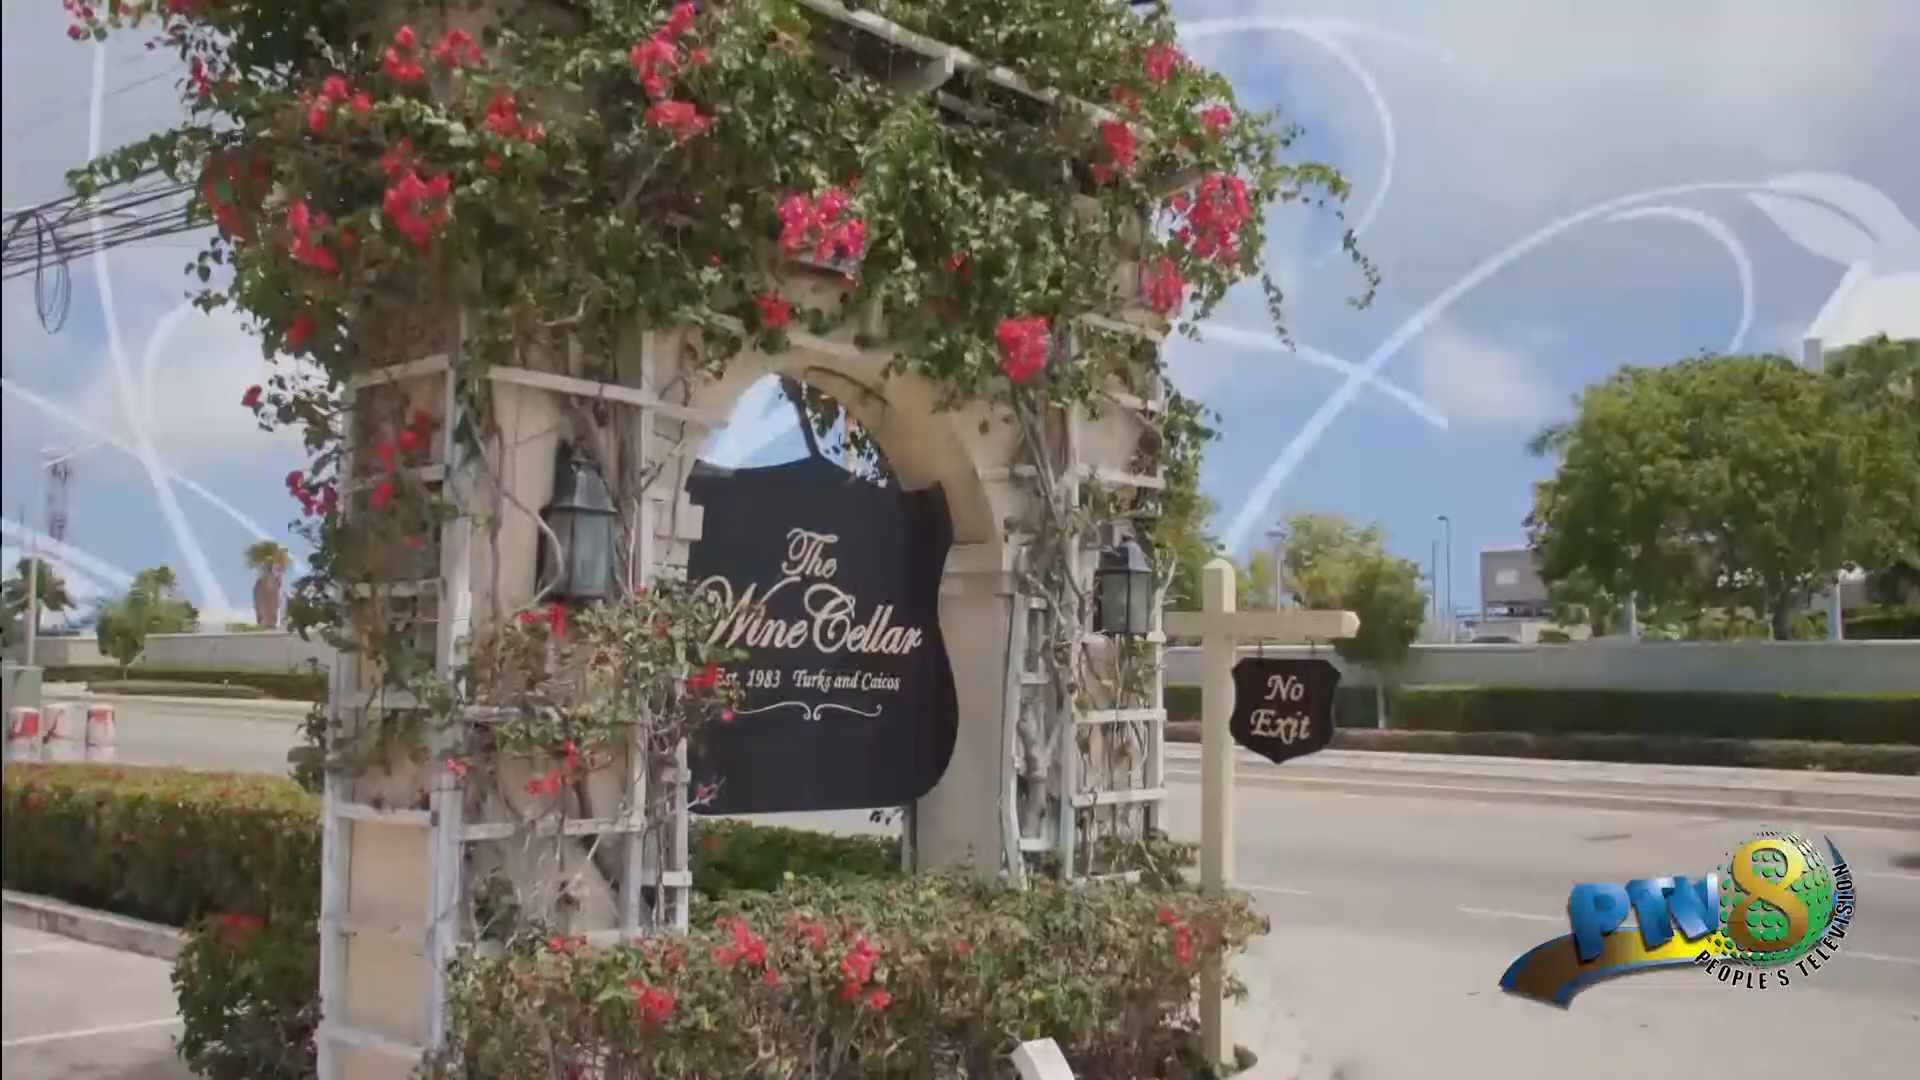 The
Wine Cellar
Est. 1983 Turks and Caicos
No
Exit
PTV8
PEOPLE'S TELEVISION